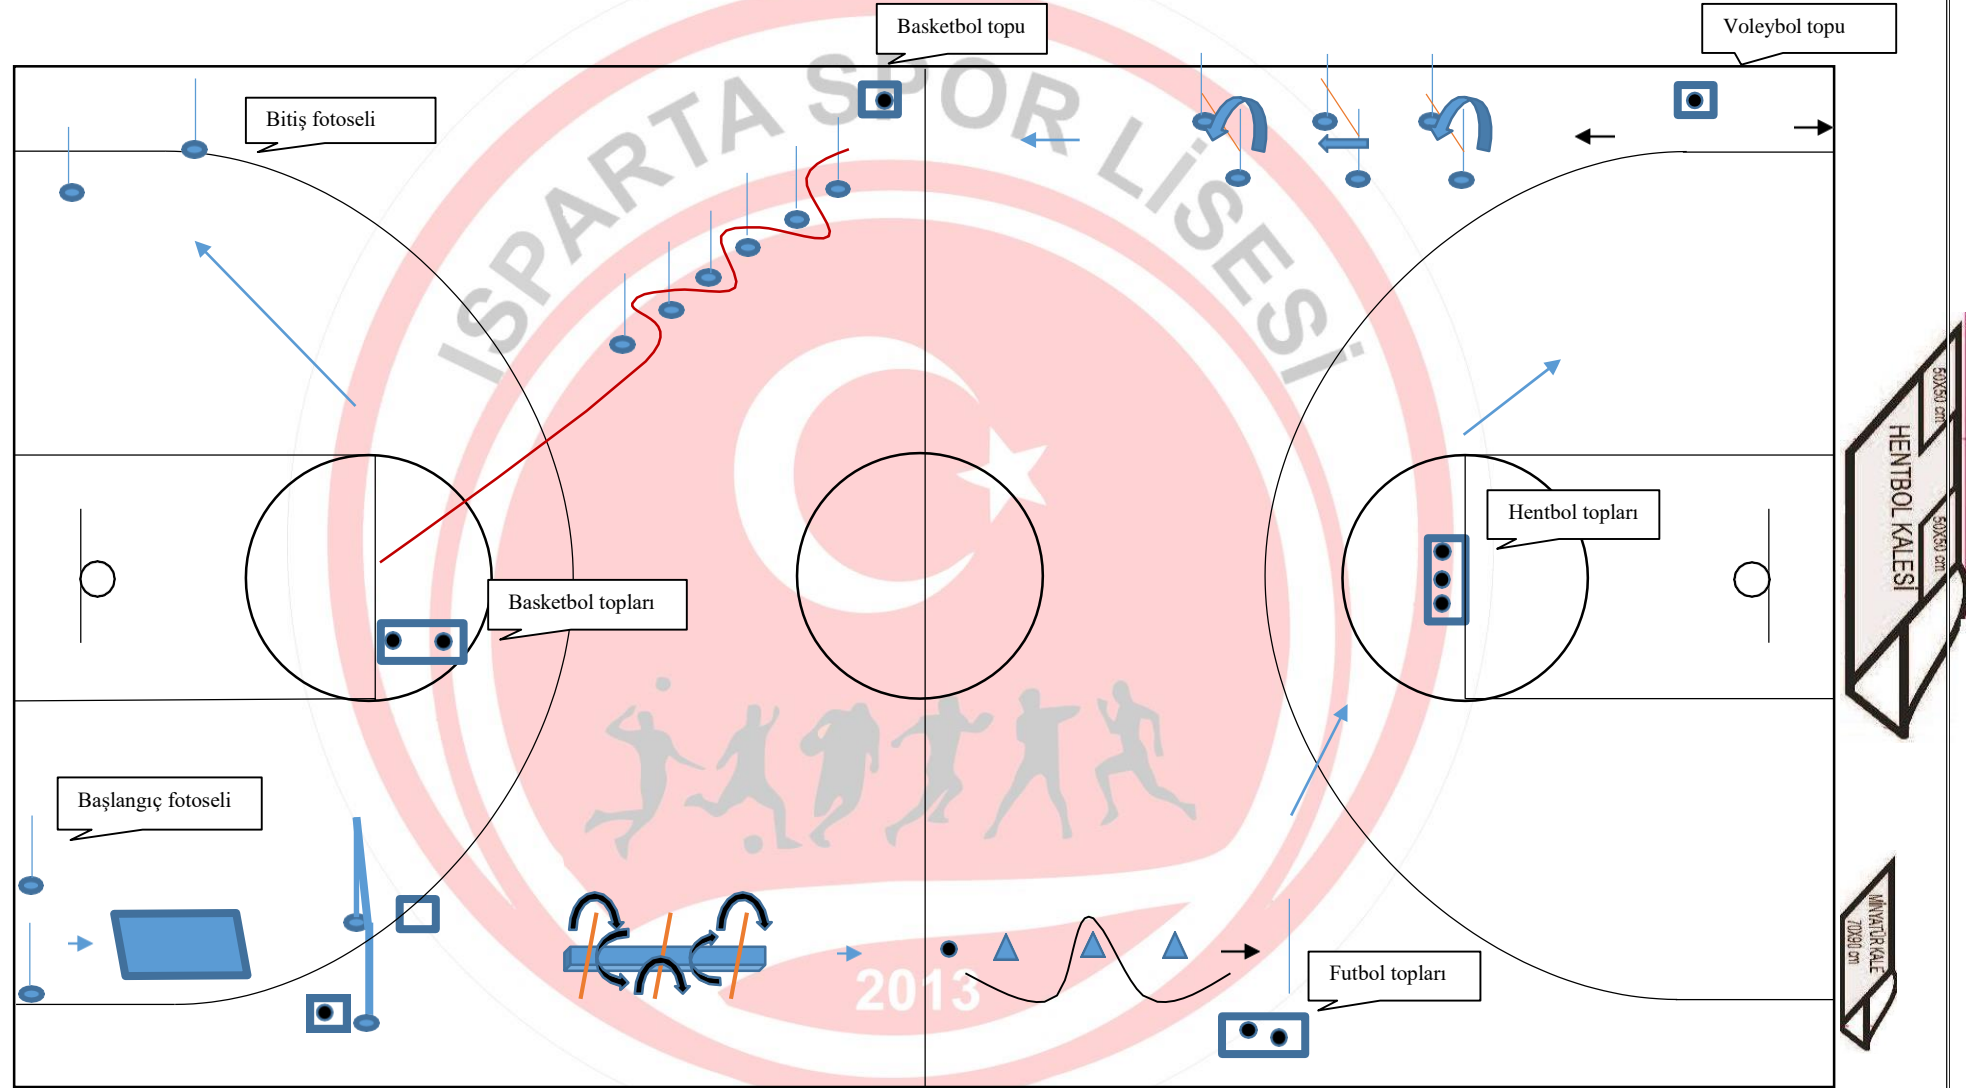 Basketbol topu
Voleybol topu
Bitiş fotoseli
ISPARTA SPOR LİSESİ
50X50 cm
HENTBOL KALESİ
50X50 cm
Hentbol topları
Basketbol topları
Başlangıç fotoseli
MİNYATÜR KALE
70X90 cm
Futbol topları
2013